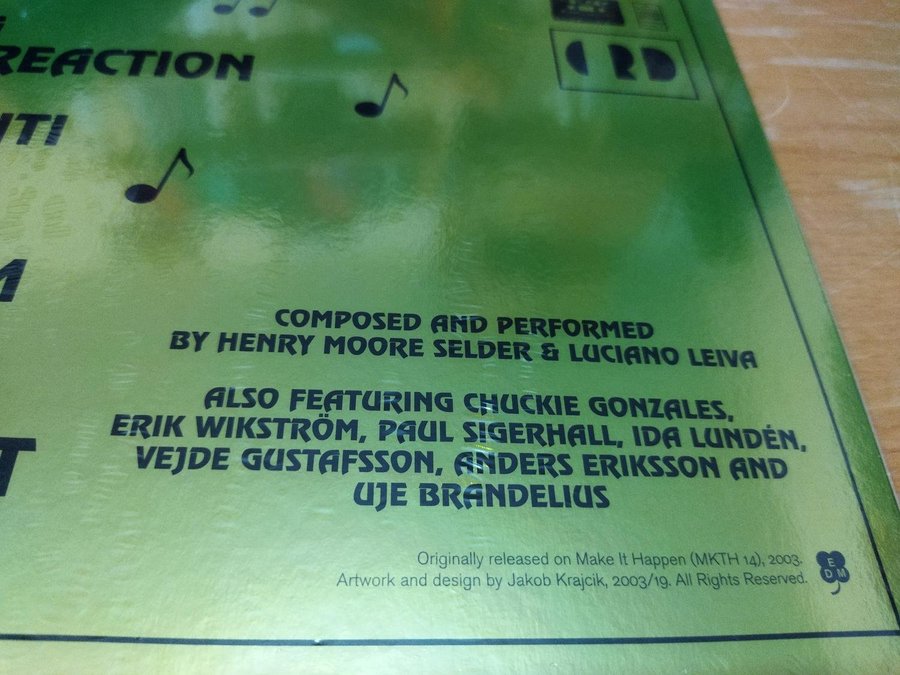 REACTION
COMPOSED AND PERFORMED
BY HENRY MOORE SELDER & LUCIANO LEIVA
ALSO FEATURING CHUCKIE GONZALES,
ERIK WIKSTRÖM, PAUL SIGERHALL, IDA LUNDÉN,
VEJDE GUSTAFSSON, ANDERS ERIKSSON AND
UJE BRANDELIUS
Originally released on Make It Happen (MKTH 14), 2003.
Artwork and design by Jakob Krajcik, 2003/19. All Rights Reserved.
E
DM